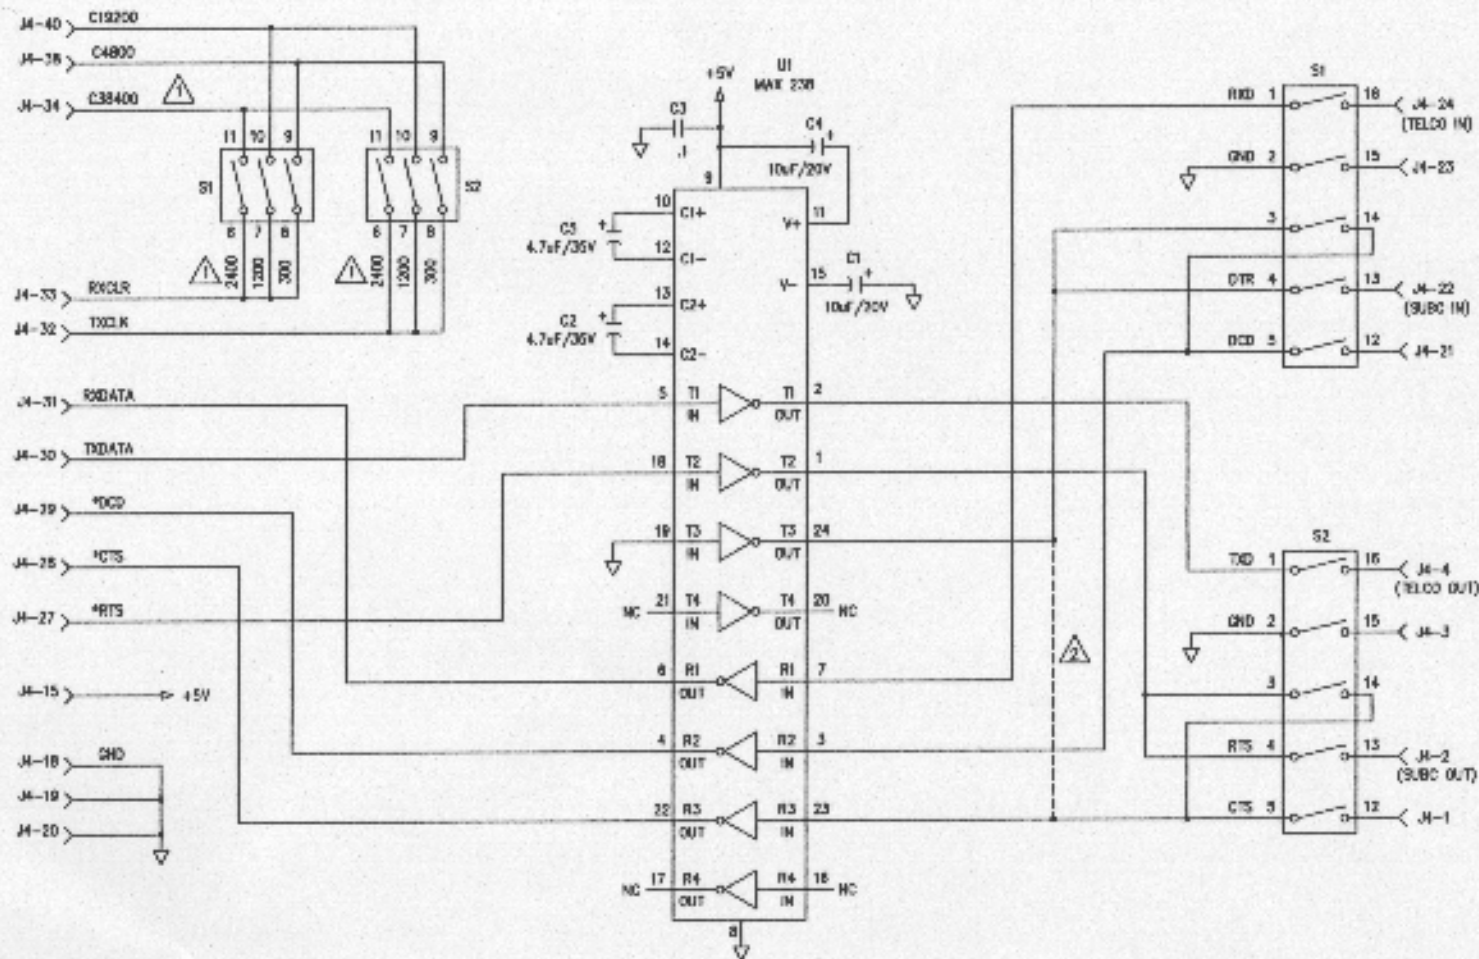 J4-40 C19200
J4-35 C4800
J4-34 C38400
1
11 10 9
S1
6 7 8
1
2400 1200 300
11 10 9
S2
6 7 8
1
2400 1200 300
J4-33 RXCLR
J4-32 TXCLK
J4-31 RXDATA
J4-30 TXDATA
J4-29 *DCD
J4-28 *CTS
J4-27 *RTS
J4-15 +5V
J4-18 GND
J4-19
J4-20
U1
MAX 238
+5V
C3
.1
C4
+
10uF/20V
9
10 C1+
C3 +
4.7uF/35V
12 C1-
13 C2+
C2 +
4.7uF/35V
14 C2-
V+ 11
V- 15
C1
+
10uF/20V
5 T1 IN
T1 OUT 2
18 T2 IN
T2 OUT 1
19 T3 IN
T3 OUT 24
NC 21 T4 IN
T4 OUT 20 NC
6 R1 OUT
R1 IN 7
4 R2 OUT
R2 IN 3
22 R3 OUT
R3 IN 23
NC 17 R4 OUT
R4 IN 16 NC
8
2
S1
RXD 1 16 J4-24
(TELCO IN)
GND 2 15 J4-23
3 14
DTR 4 13 J4-22
(SUBC IN)
DCD 5 12 J4-21
S2
TXD 1 16 J4-4
(TELCO OUT)
GND 2 15 J4-3
3 14
RTS 4 13 J4-2
(SUBC OUT)
CTS 5 12 J4-1